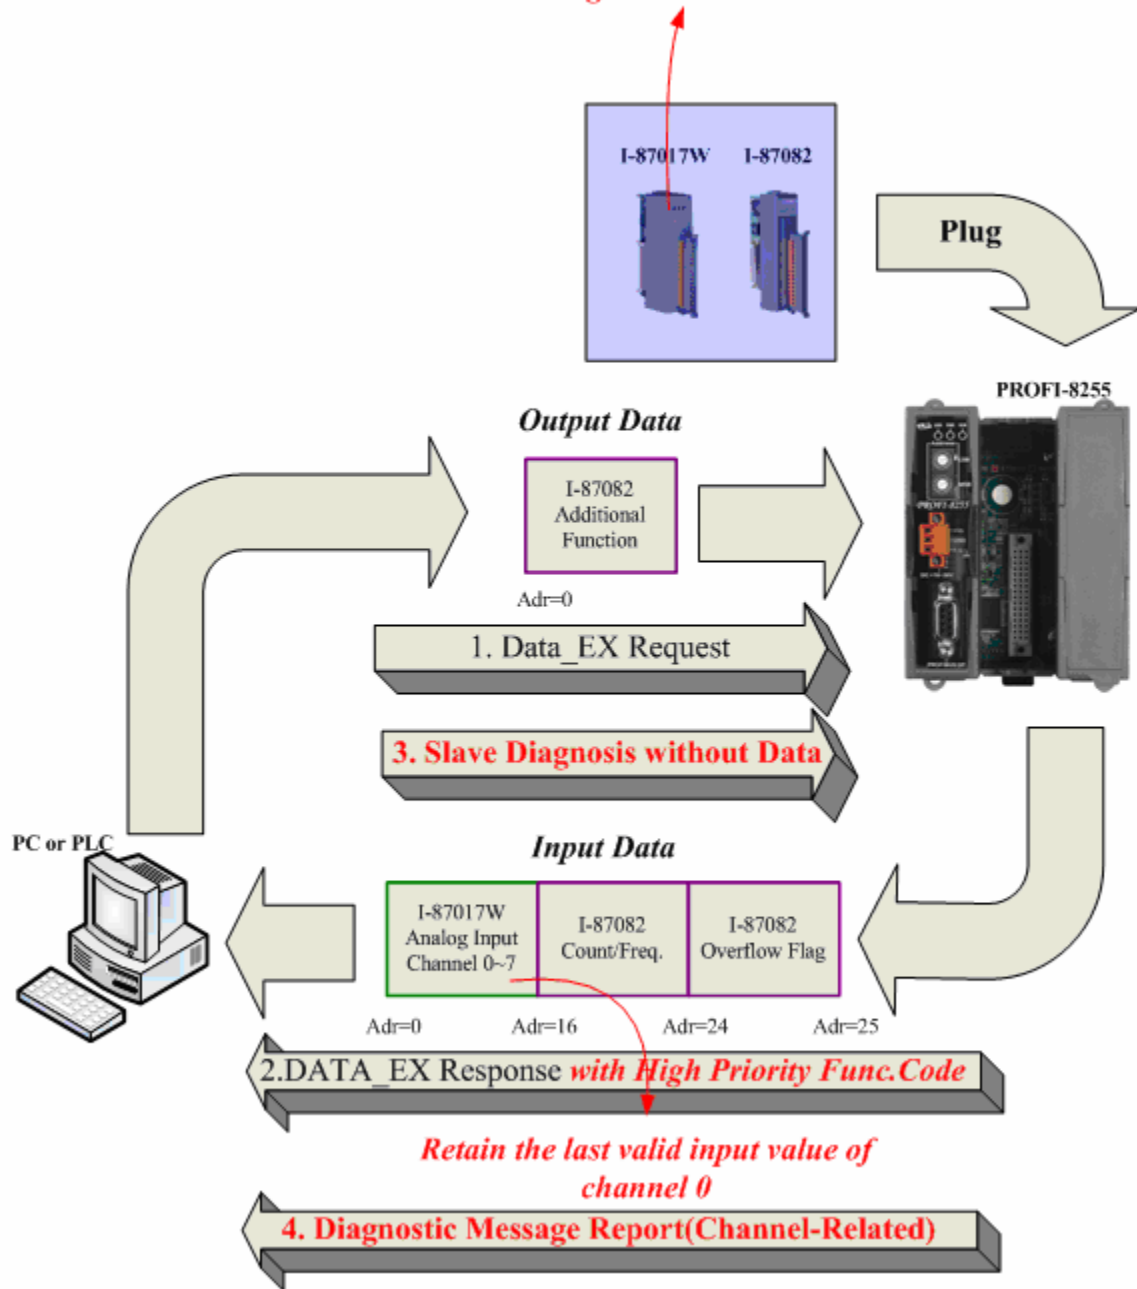 I-87017W I-87082
Plug
PROFI-8255
Output Data
I-87082
Additional
Function
Adr=0
1. Data_EX Request
3. Slave Diagnosis without Data
PC or PLC
Input Data
I-87017W
Analog Input
Channel 0~7
I-87082
Count/Freq.
I-87082
Overflow Flag
Adr=0 Adr=16 Adr=24 Adr=25
2.DATA_EX Response with High Priority Func.Code
Retain the last valid input value of
channel 0
4. Diagnostic Message Report(Channel-Related)